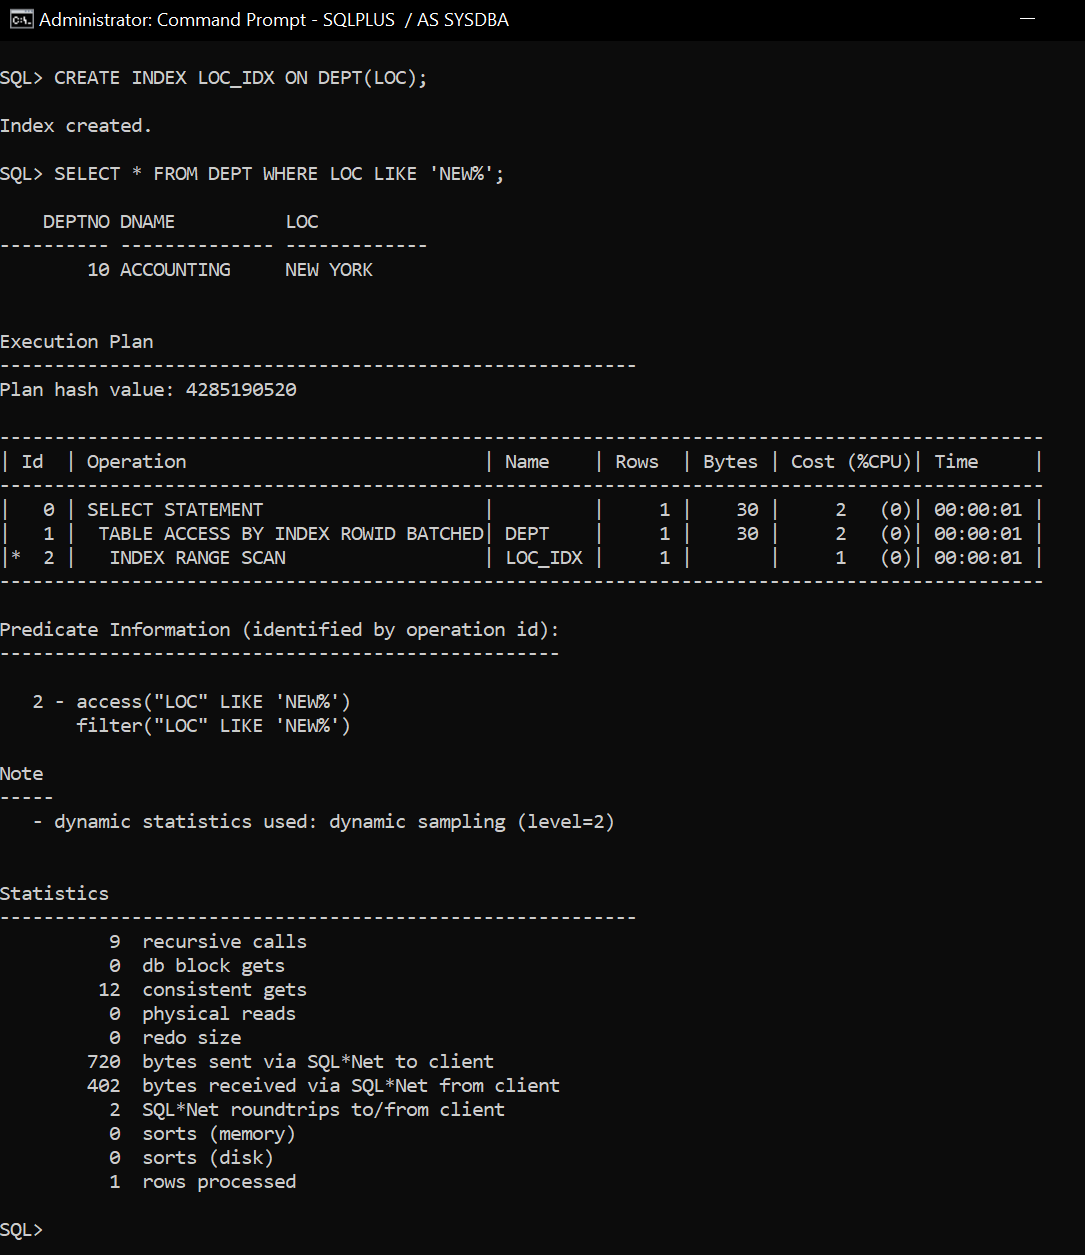 Administrator: Command Prompt - SQLPLUS  / AS SYSDBA
SQL> CREATE INDEX LOC_IDX ON DEPT(LOC);
Index created.
SQL> SELECT * FROM DEPT WHERE LOC LIKE 'NEW%';
    DEPTNO DNAME          LOC
---------- -------------- -------------
        10 ACCOUNTING     NEW YORK
Execution Plan
----------------------------------------------------------
Plan hash value: 4285190520
-----------------------------------------------------------------------------------------------
| Id  | Operation                           | Name    | Rows  | Bytes | Cost (%CPU)| Time     |
-----------------------------------------------------------------------------------------------
|   0 | SELECT STATEMENT                    |         |     1 |    30 |     2   (0)| 00:00:01 |
|   1 |  TABLE ACCESS BY INDEX ROWID BATCHED| DEPT    |     1 |    30 |     2   (0)| 00:00:01 |
|*  2 |   INDEX RANGE SCAN                  | LOC_IDX |     1 |       |     1   (0)| 00:00:01 |
-----------------------------------------------------------------------------------------------
Predicate Information (identified by operation id):
---------------------------------------------------
   2 - access("LOC" LIKE 'NEW%')
       filter("LOC" LIKE 'NEW%')
Note
-----
   - dynamic statistics used: dynamic sampling (level=2)
Statistics
----------------------------------------------------------
          9  recursive calls
          0  db block gets
         12  consistent gets
          0  physical reads
          0  redo size
        720  bytes sent via SQL*Net to client
        402  bytes received via SQL*Net from client
          2  SQL*Net roundtrips to/from client
          0  sorts (memory)
          0  sorts (disk)
          1  rows processed
SQL>